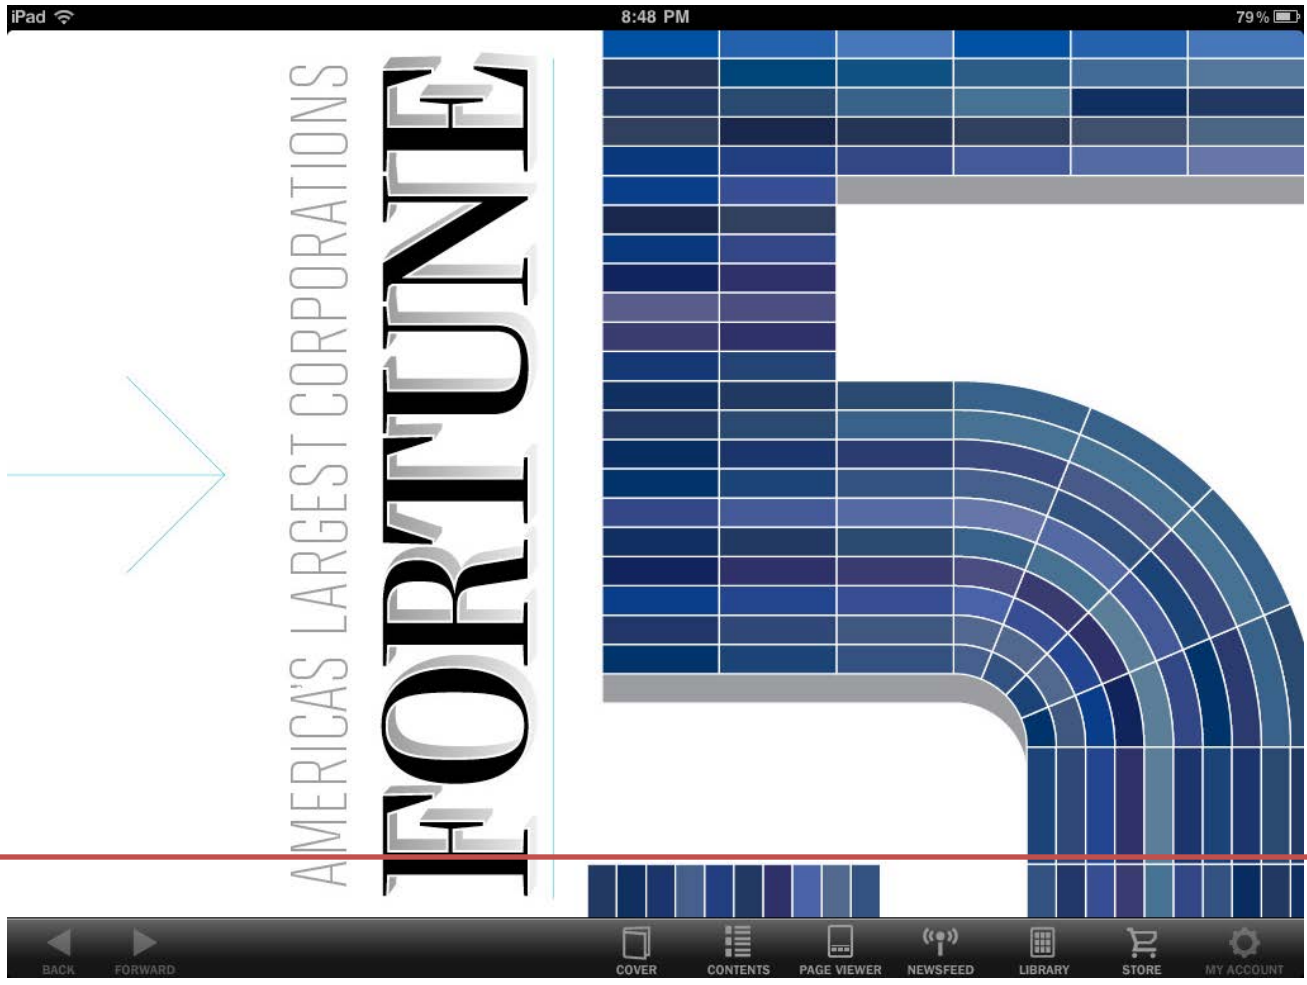 iPad 8:48 PM 79%
AMERICA'S LARGEST CORPORATIONS
FORTUNE
5
BACK FORWARD COVER CONTENTS PAGE VIEWER NEWSFEED LIBRARY STORE MY ACCOUNT